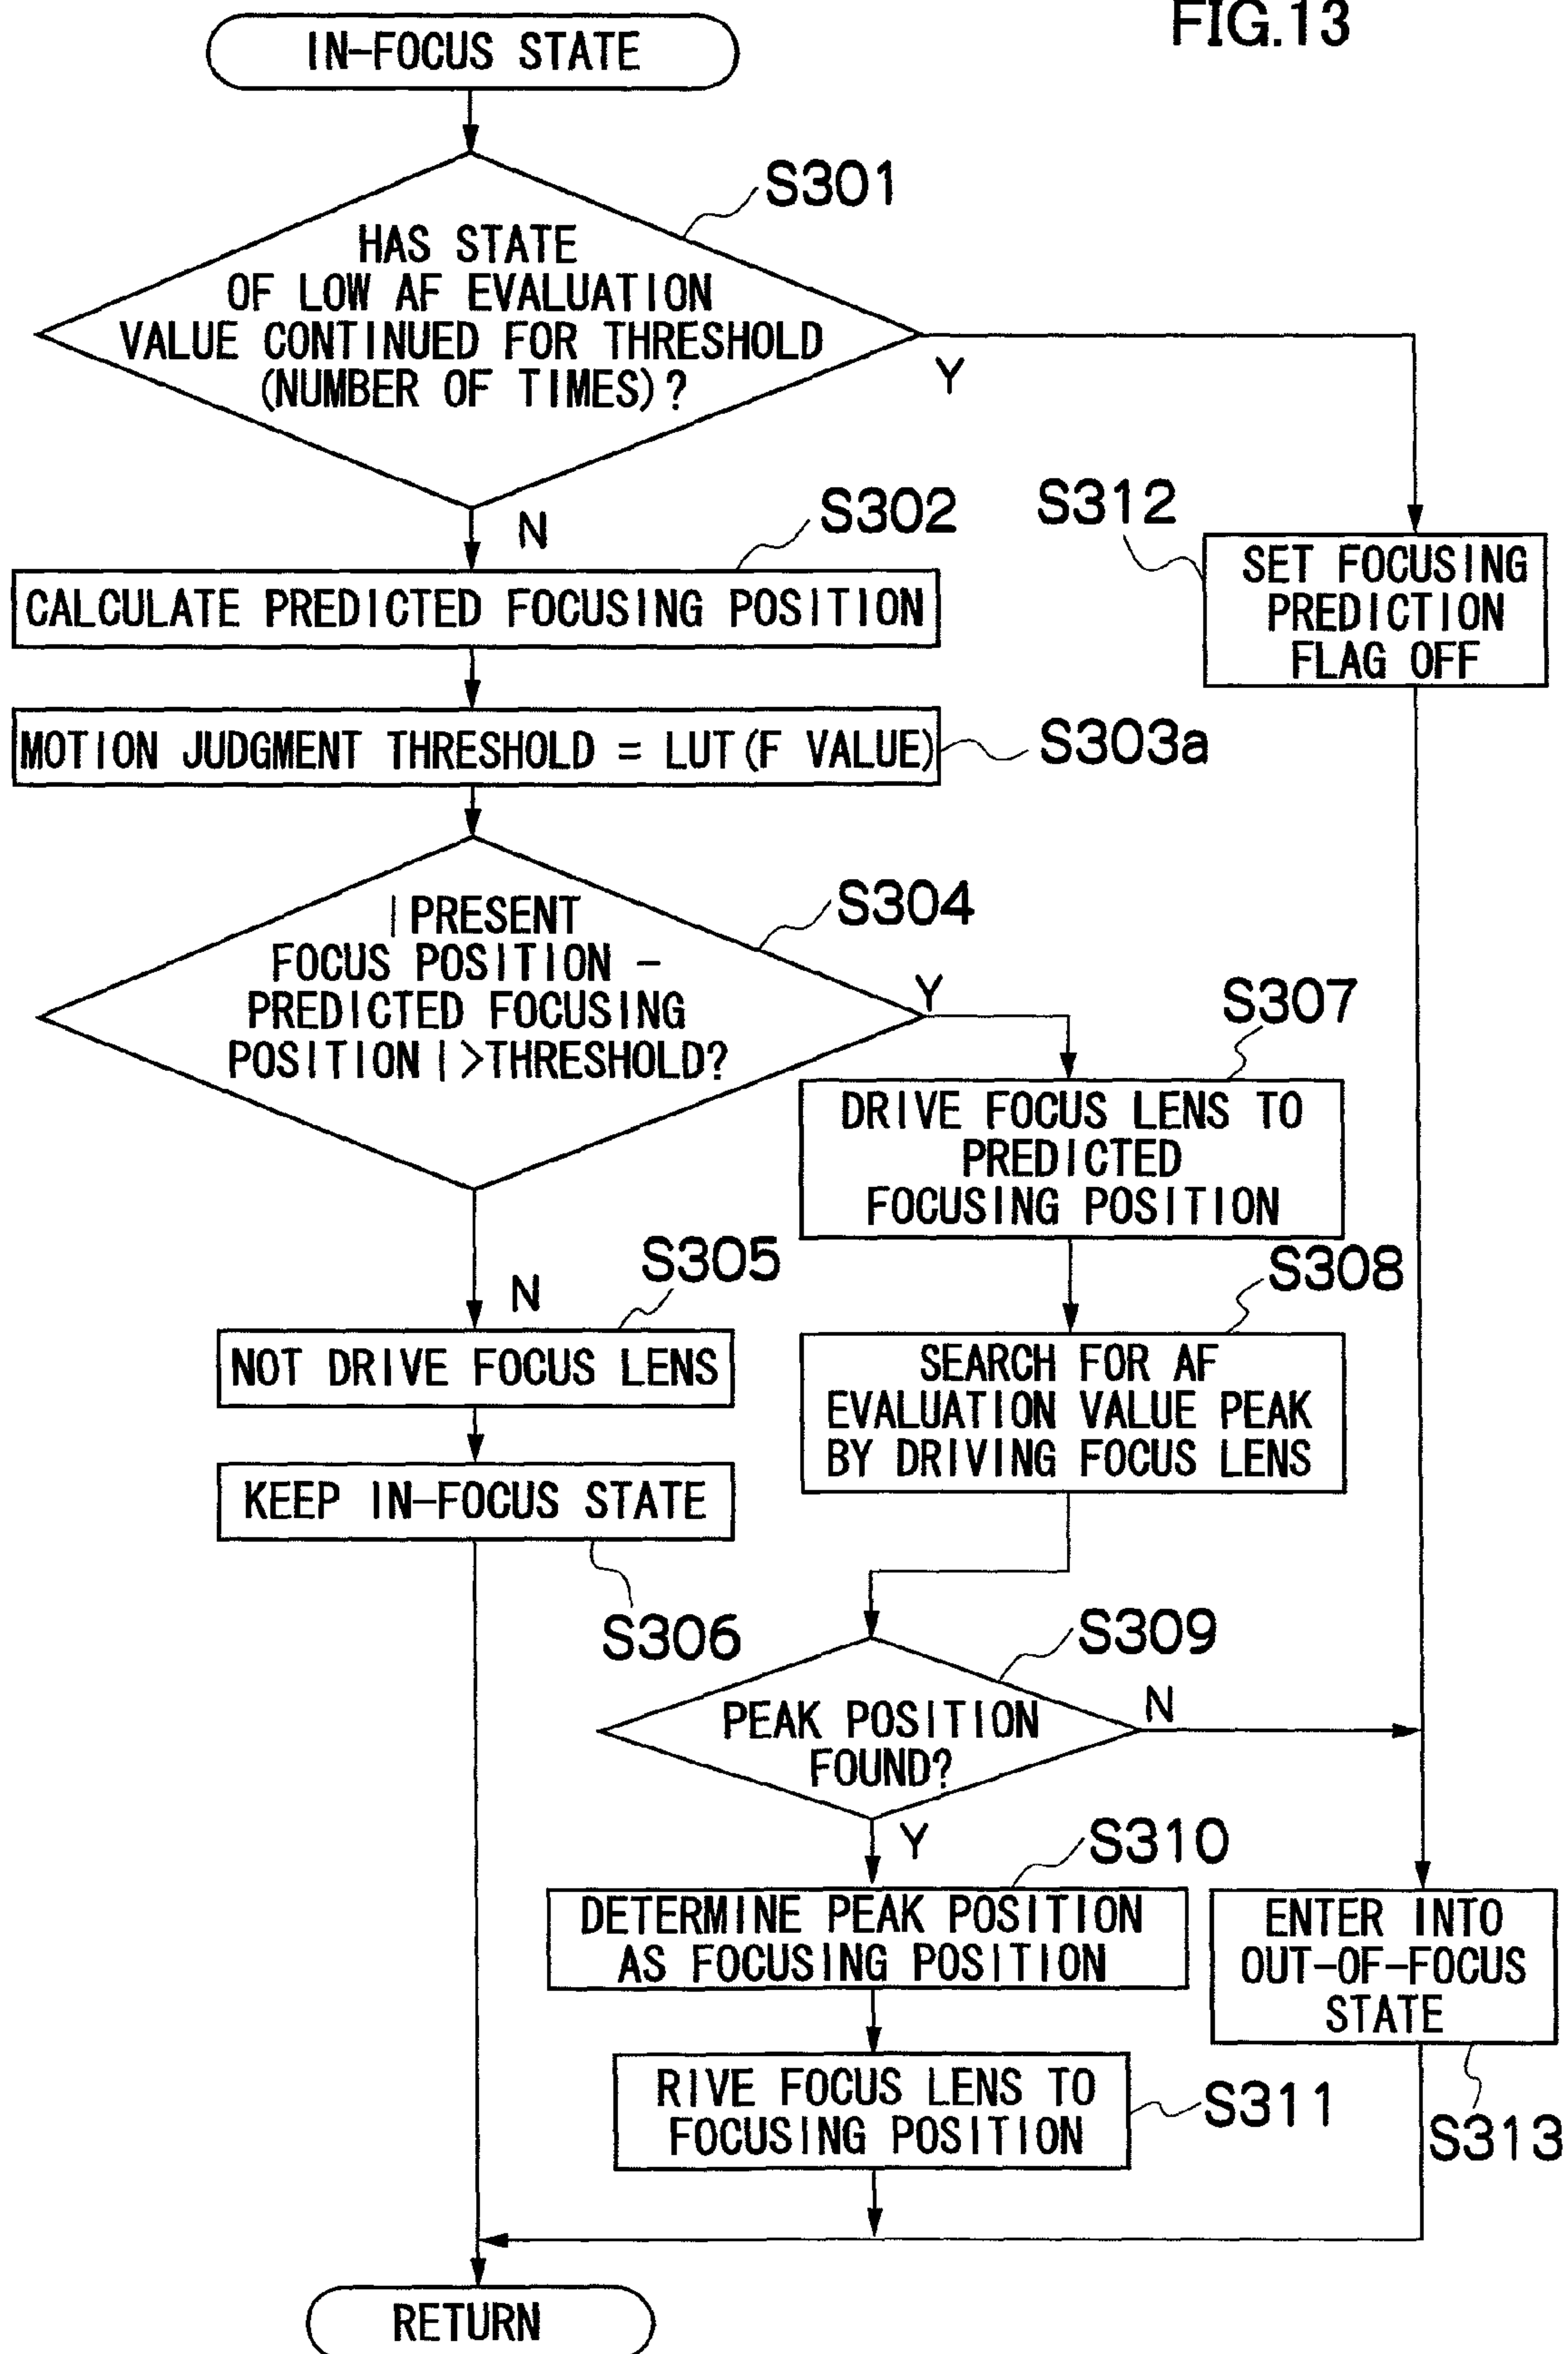 FIG.13
IN-FOCUS STATE
S301
HAS STATE
OF LOW AF EVALUATION
VALUE CONTINUED FOR THRESHOLD
(NUMBER OF TIMES)?
Y
N
S302
CALCULATE PREDICTED FOCUSING POSITION
S312
SET FOCUSING
PREDICTION
FLAG OFF
MOTION JUDGMENT THRESHOLD = LUT(F VALUE)
S303a
S304
|PRESENT
FOCUS POSITION -
PREDICTED FOCUSING
POSITION|>THRESHOLD?
Y
N
S307
DRIVE FOCUS LENS TO
PREDICTED
FOCUSING POSITION
S305
NOT DRIVE FOCUS LENS
S308
SEARCH FOR AF
EVALUATION VALUE PEAK
BY DRIVING FOCUS LENS
KEEP IN-FOCUS STATE
S306
S309
PEAK POSITION
FOUND?
N
Y
S310
DETERMINE PEAK POSITION
AS FOCUSING POSITION
ENTER INTO
OUT-OF-FOCUS
STATE
S313
RIVE FOCUS LENS TO
FOCUSING POSITION
S311
RETURN